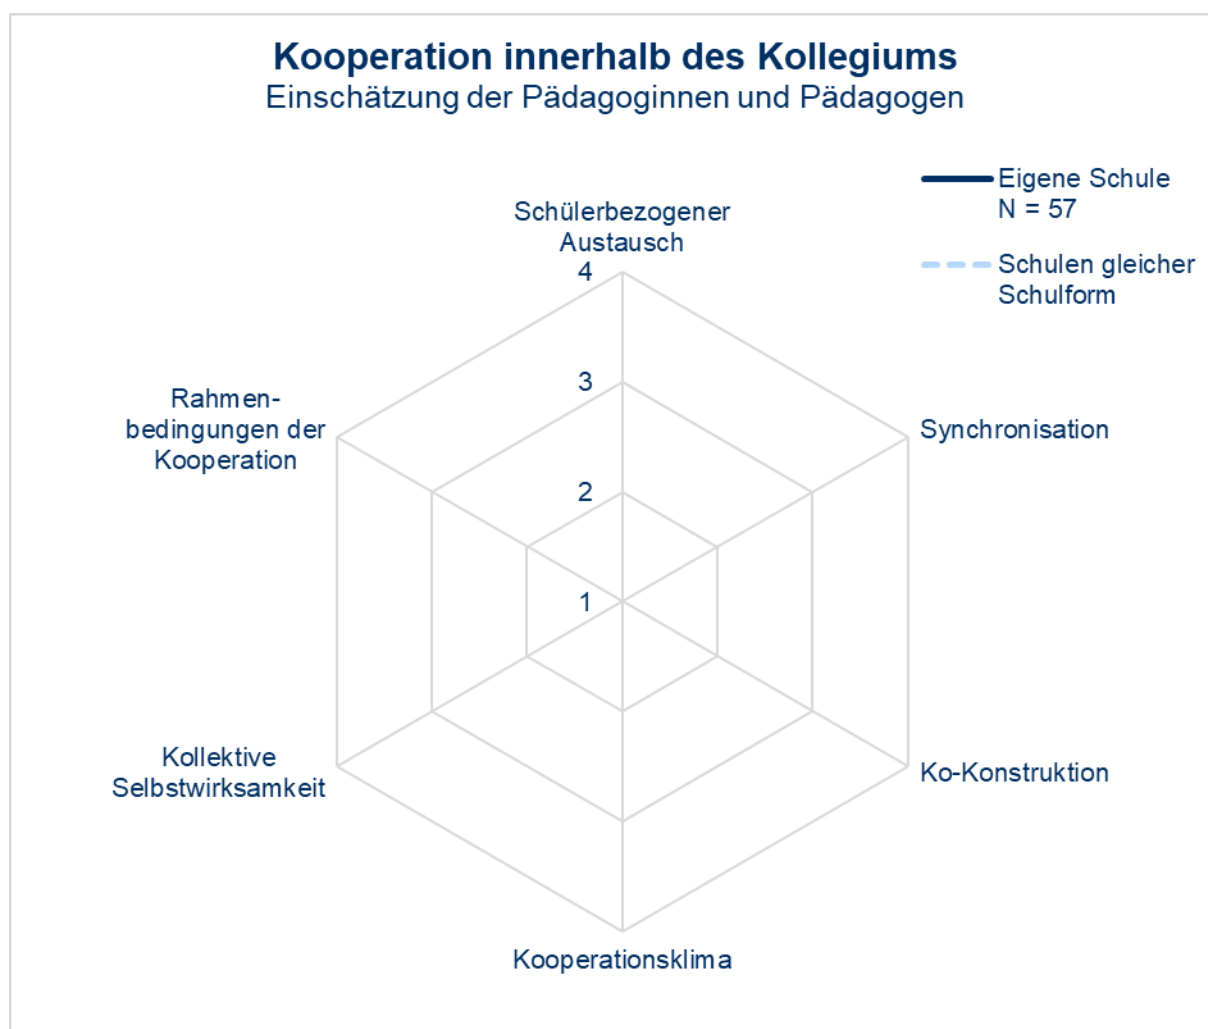 Kooperation innerhalb des Kollegiums
Einschätzung der Pädagoginnen und Pädagogen
Eigene Schule
N = 57
Schulen gleicher
Schulform
Schülerbezogener
Austausch
4
3
2
1
Rahmen-
bedingungen der
Kooperation
Synchronisation
Kollektive
Selbstwirksamkeit
Ko-Konstruktion
Kooperationsklima